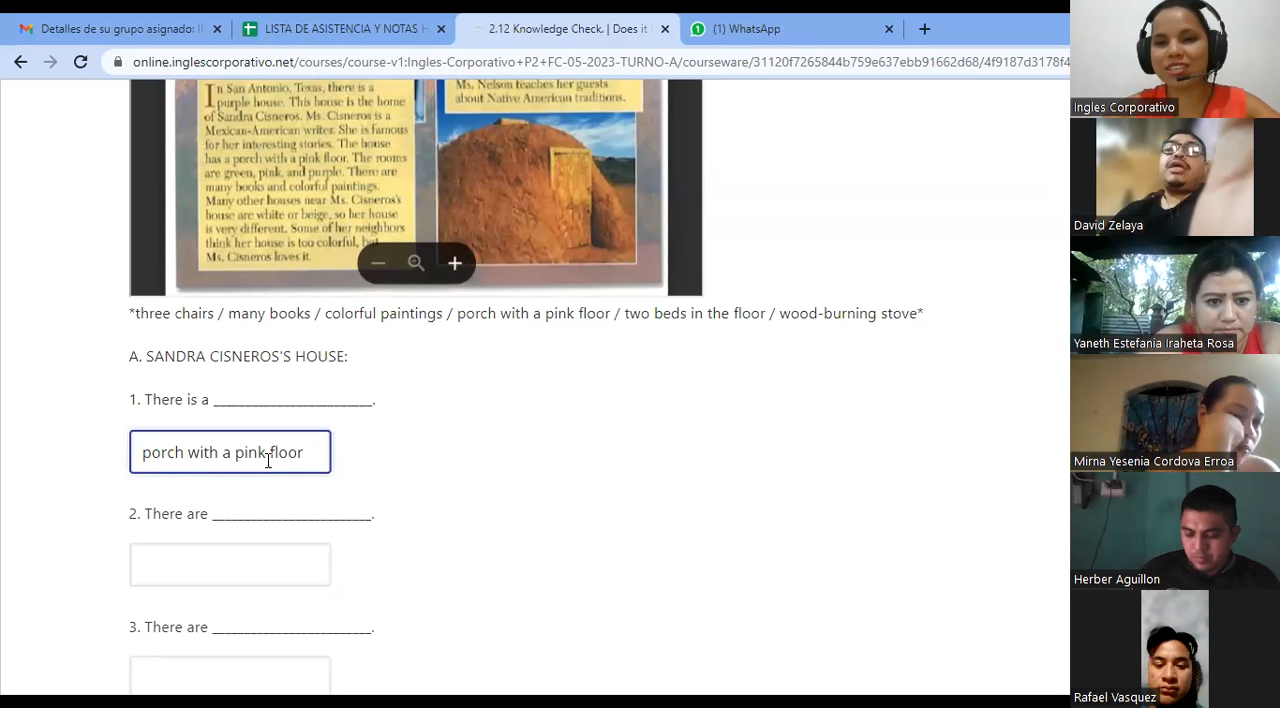 Detalles de su grupo asignado: II
LISTA DE ASISTENCIA Y NOTAS H
2.12 Knowledge Check. | Does it
(1) WhatsApp
online.inglescorporativo.net/courses/course-v1:Ingles-Corporativo+P2+FC-05-2023-TURNO-A/courseware/31120f7265844b759e637ebb91662d68/4f9187d3178f4
In San Antonio, Texas, there is a
purple house. This house is the home
of Sandra Cisneros. Ms. Cisneros is a
Mexican-American writer. She is famous
for her interesting stories. The house
has a porch with a pink floor. The rooms
are green, pink, and purple. There are
many books and colorful paintings.
Many other houses near Ms. Cisneros's
house are white or beige, so her house
is very different. Some of her neighbors
think her house is too colorful, but
Ms. Cisneros loves it.
Ms. Nelson teaches her guests
about Native American traditions.
*three chairs / many books / colorful paintings / porch with a pink floor / two beds in the floor / wood-burning stove*
A. SANDRA CISNEROS'S HOUSE:
1. There is a ________________________.
porch with a pink floor
2. There are ________________________.
3. There are ________________________.
Ingles Corporativo
David Zelaya
Yaneth Estefania Iraheta Rosa
Mirna Yesenia Cordova Erroa
Herber Aguillon
Rafael Vasquez